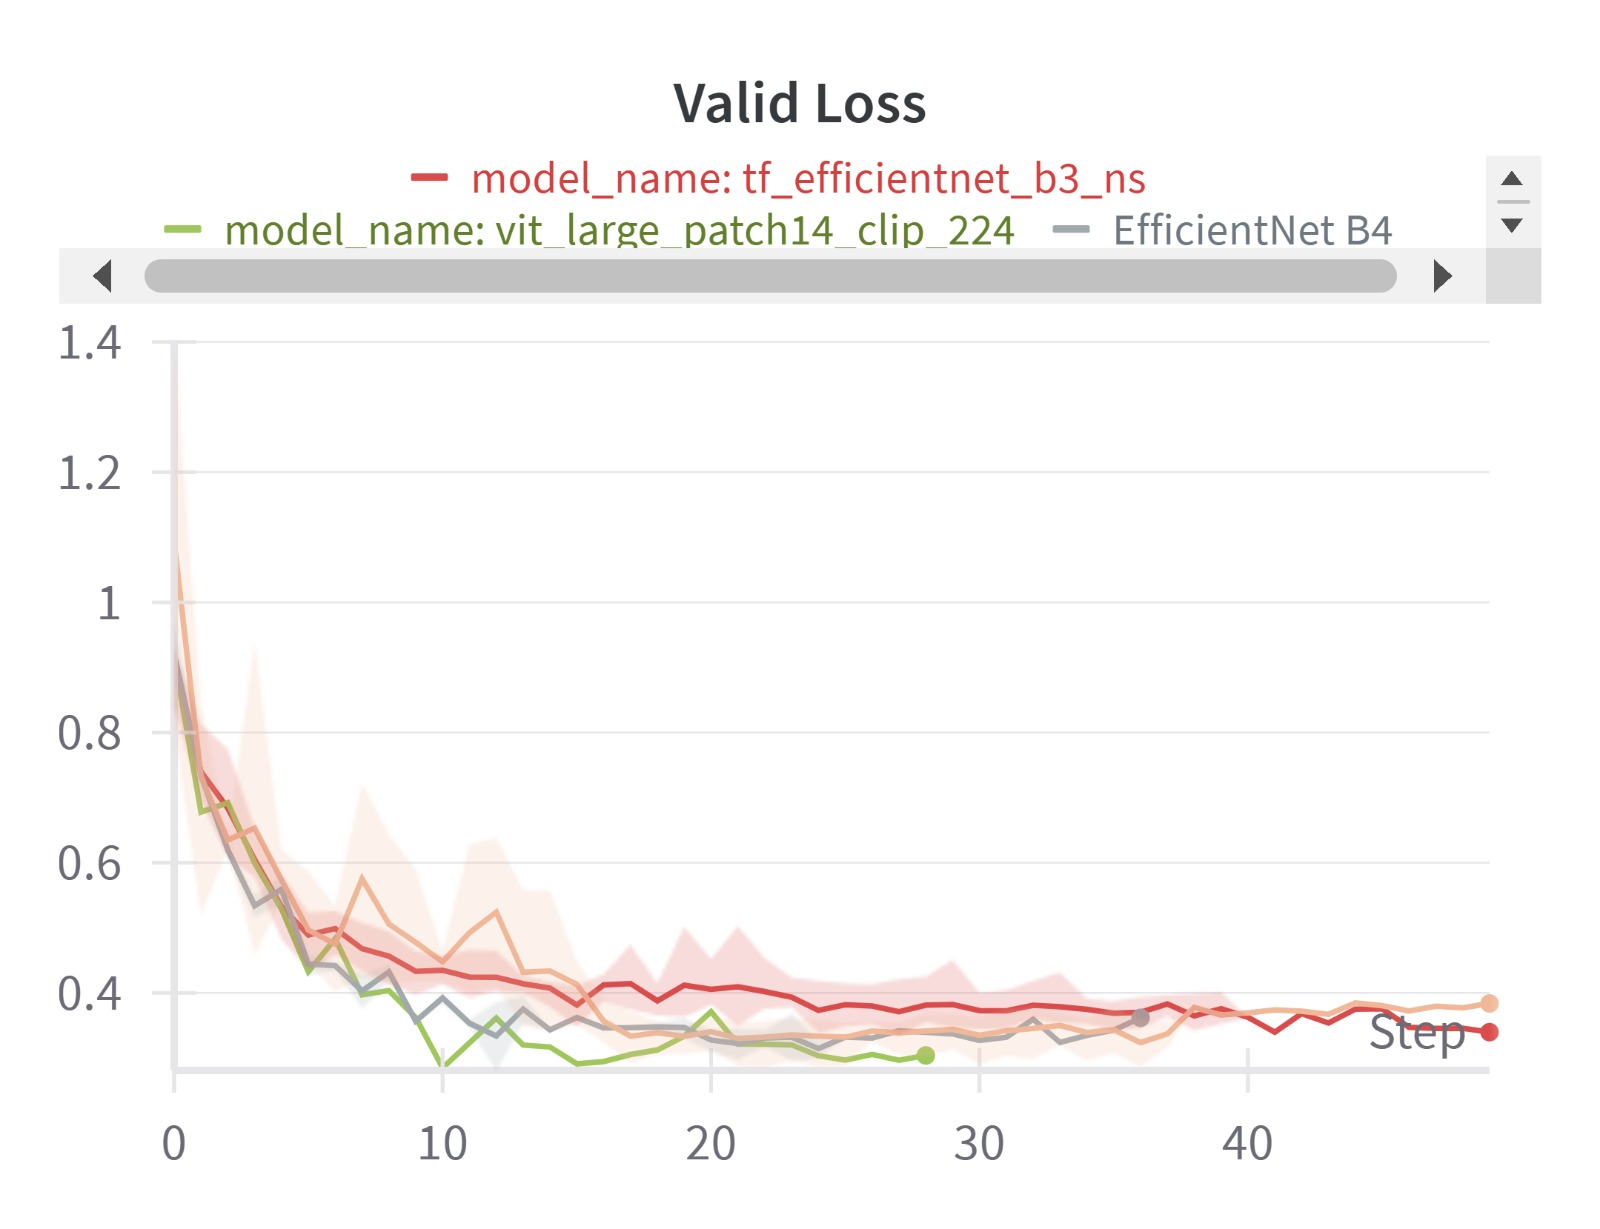 Valid Loss
model_name: tf_efficientnet_b3_ns
model_name: vit_large_patch14_clip_224 EfficientNet B4
1.4
1.2
1
0.8
0.6
0.4
Step
0 10 20 30 40